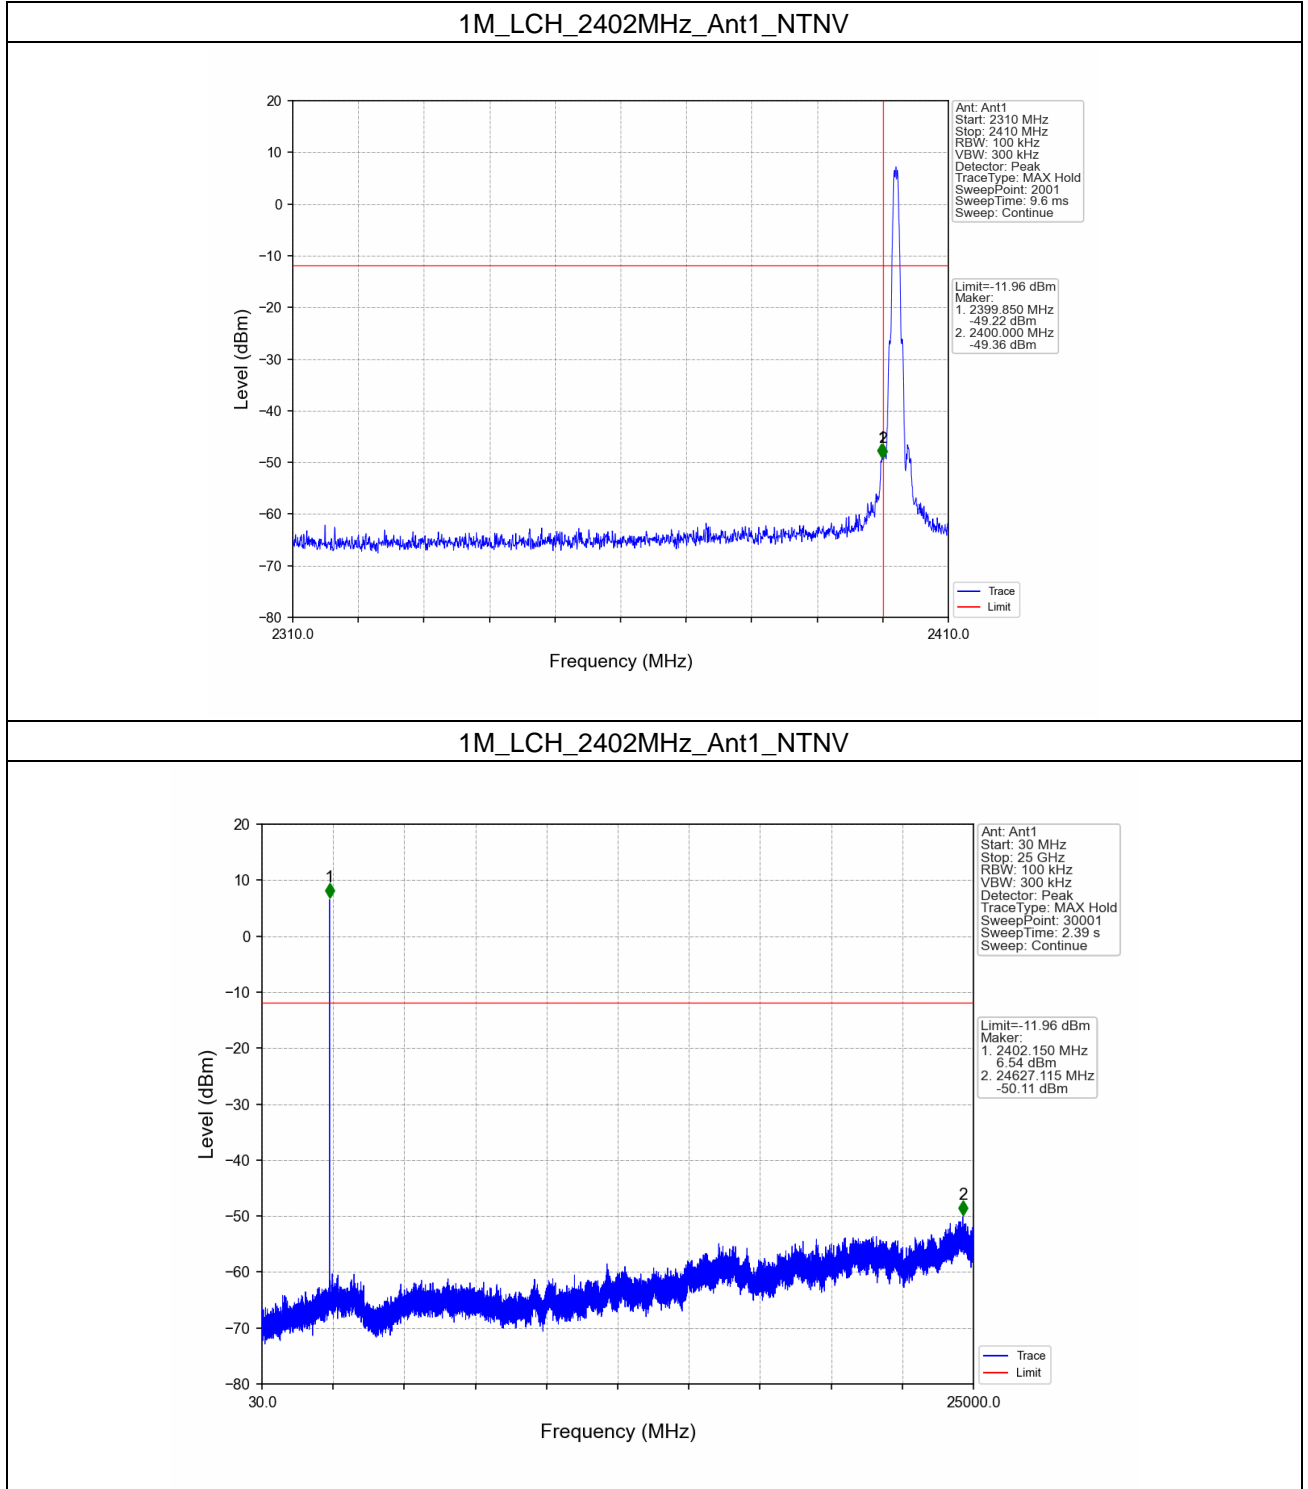 1M_LCH_2402MHz_Ant1_NTNV
20
10
0
−10
−20
−30
−40
−50
−60
−70
−80
Level (dBm)
2310.0
2410.0
Frequency (MHz)
1
2
Ant: Ant1
Start: 2310 MHz
Stop: 2410 MHz
RBW: 100 kHz
VBW: 300 kHz
Detector: Peak
TraceType: MAX Hold
SweepPoint: 2001
SweepTime: 9.6 ms
Sweep: Continue
Limit=-11.96 dBm
Maker:
1. 2399.850 MHz
-49.22 dBm
2. 2400.000 MHz
-49.36 dBm
Trace
Limit
1M_LCH_2402MHz_Ant1_NTNV
20
10
0
−10
−20
−30
−40
−50
−60
−70
−80
Level (dBm)
30.0
25000.0
Frequency (MHz)
1
2
Ant: Ant1
Start: 30 MHz
Stop: 25 GHz
RBW: 100 kHz
VBW: 300 kHz
Detector: Peak
TraceType: MAX Hold
SweepPoint: 30001
SweepTime: 2.39 s
Sweep: Continue
Limit=-11.96 dBm
Maker:
1. 2402.150 MHz
6.54 dBm
2. 24627.115 MHz
-50.11 dBm
Trace
Limit